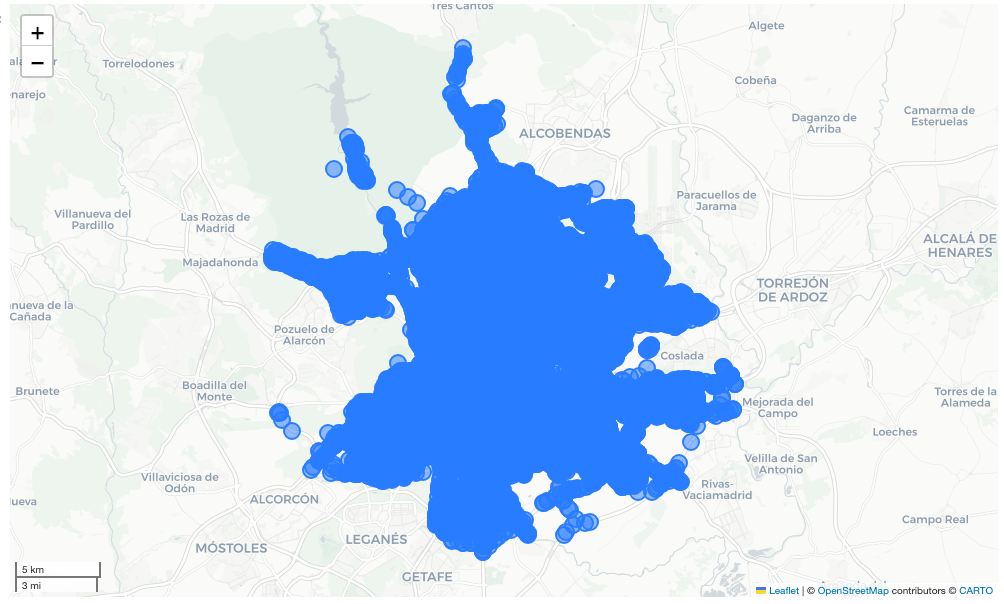 Tres Cantos
+
−
Algete
Torrelodones
Cobeña
Camarma de
Esteruelas
Daganzo de
Arriba
ALCOBENDAS
Paracuellos de
Jarama
Villanueva del
Pardillo
Las Rozas de
Madrid
ALCALÁ DE
HENARES
Majadahonda
TORREJÓN
DE ARDOZ
anueva de la
Cañada
Pozuelo de
Alarcón
Coslada
Brunete
Boadilla del
Monte
Mejorada del
Campo
Torres de la
Alameda
Loeches
Velilla de San
Antonio
Villaviciosa de
Odón
ALCORCÓN
Rivas-
Vaciamadrid
Campo Real
MÓSTOLES
LEGANÉS
GETAFE
5 km
3 mi
Leaflet | © OpenStreetMap contributors © CARTO